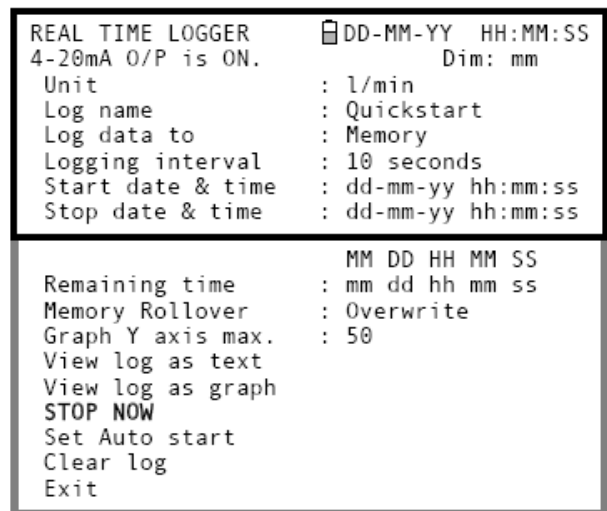 REAL TIME LOGGER DD-MM-YY HH:MM:SS
4-20mA O/P is ON. Dim: mm
Unit : l/min
Log name : Quickstart
Log data to : Memory
Logging interval : 10 seconds
Start date & time : dd-mm-yy hh:mm:ss
Stop date & time : dd-mm-yy hh:mm:ss
MM DD HH MM SS
Remaining time : mm dd hh mm ss
Memory Rollover : Overwrite
Graph Y axis max. : 50
View log as text
View log as graph
STOP NOW
Set Auto start
Clear log
Exit